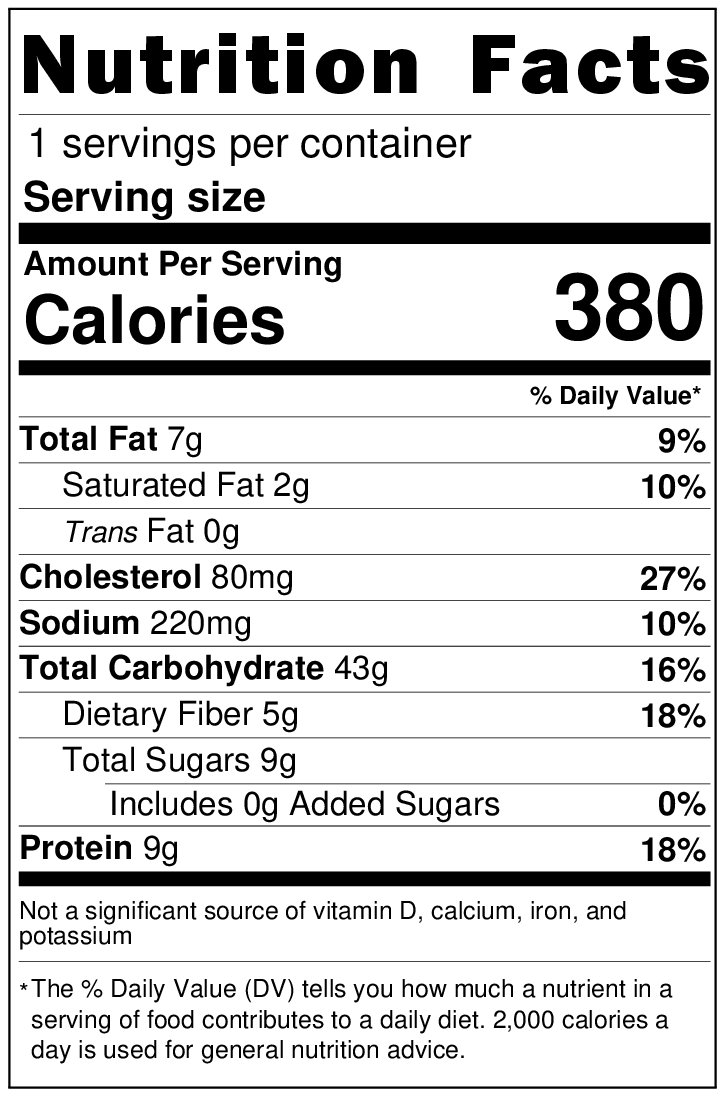 Nutrition Facts
1 servings per container
Serving size
Amount Per Serving
Calories 380
% Daily Value*
Total Fat 7g 9%
Saturated Fat 2g 10%
Trans Fat 0g
Cholesterol 80mg 27%
Sodium 220mg 10%
Total Carbohydrate 43g 16%
Dietary Fiber 5g 18%
Total Sugars 9g
Includes 0g Added Sugars 0%
Protein 9g 18%
Not a significant source of vitamin D, calcium, iron, and
potassium
*The % Daily Value (DV) tells you how much a nutrient in a
serving of food contributes to a daily diet. 2,000 calories a
day is used for general nutrition advice.